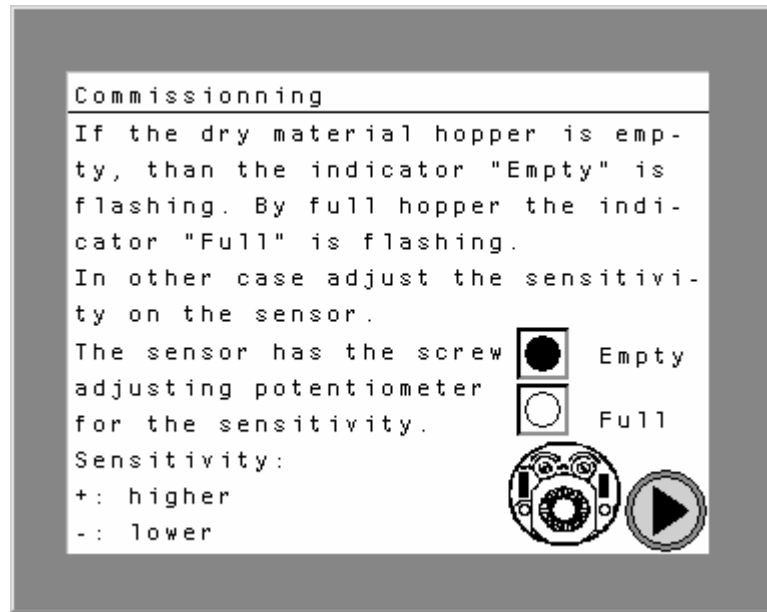 Commissionning
If the dry material hopper is emp-
ty, than the indicator "Empty" is
flashing. By full hopper the indi-
cator "Full" is flashing.
In other case adjust the sensitivi-
ty on the sensor.
The sensor has the screw
adjusting potentiometer
for the sensitivity.
Empty
Full
Sensitivity:
+: higher
-: lower